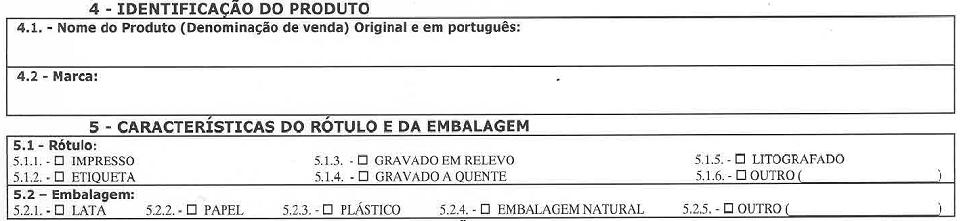 4 - IDENTIFICAÇÃO DO PRODUTO
4.1. - Nome do Produto (Denominação de venda) Original e em português:
4.2 - Marca:
5 - CARACTERÍSTICAS DO RÓTULO E DA EMBALAGEM
5.1 - Rótulo:
5.1.1. - ☐ IMPRESSO 5.1.3. - ☐ GRAVADO EM RELEVO 5.1.5. - ☐ LITOGRAFADO
5.1.2. - ☐ ETIQUETA 5.1.4. - ☐ GRAVADO A QUENTE 5.1.6. - ☐ OUTRO ( )
5.2 – Embalagem:
5.2.1. - ☐ LATA 5.2.2. - ☐ PAPEL 5.2.3. - ☐ PLÁSTICO 5.2.4. - ☐ EMBALAGEM NATURAL 5.2.5. - ☐ OUTRO ( )